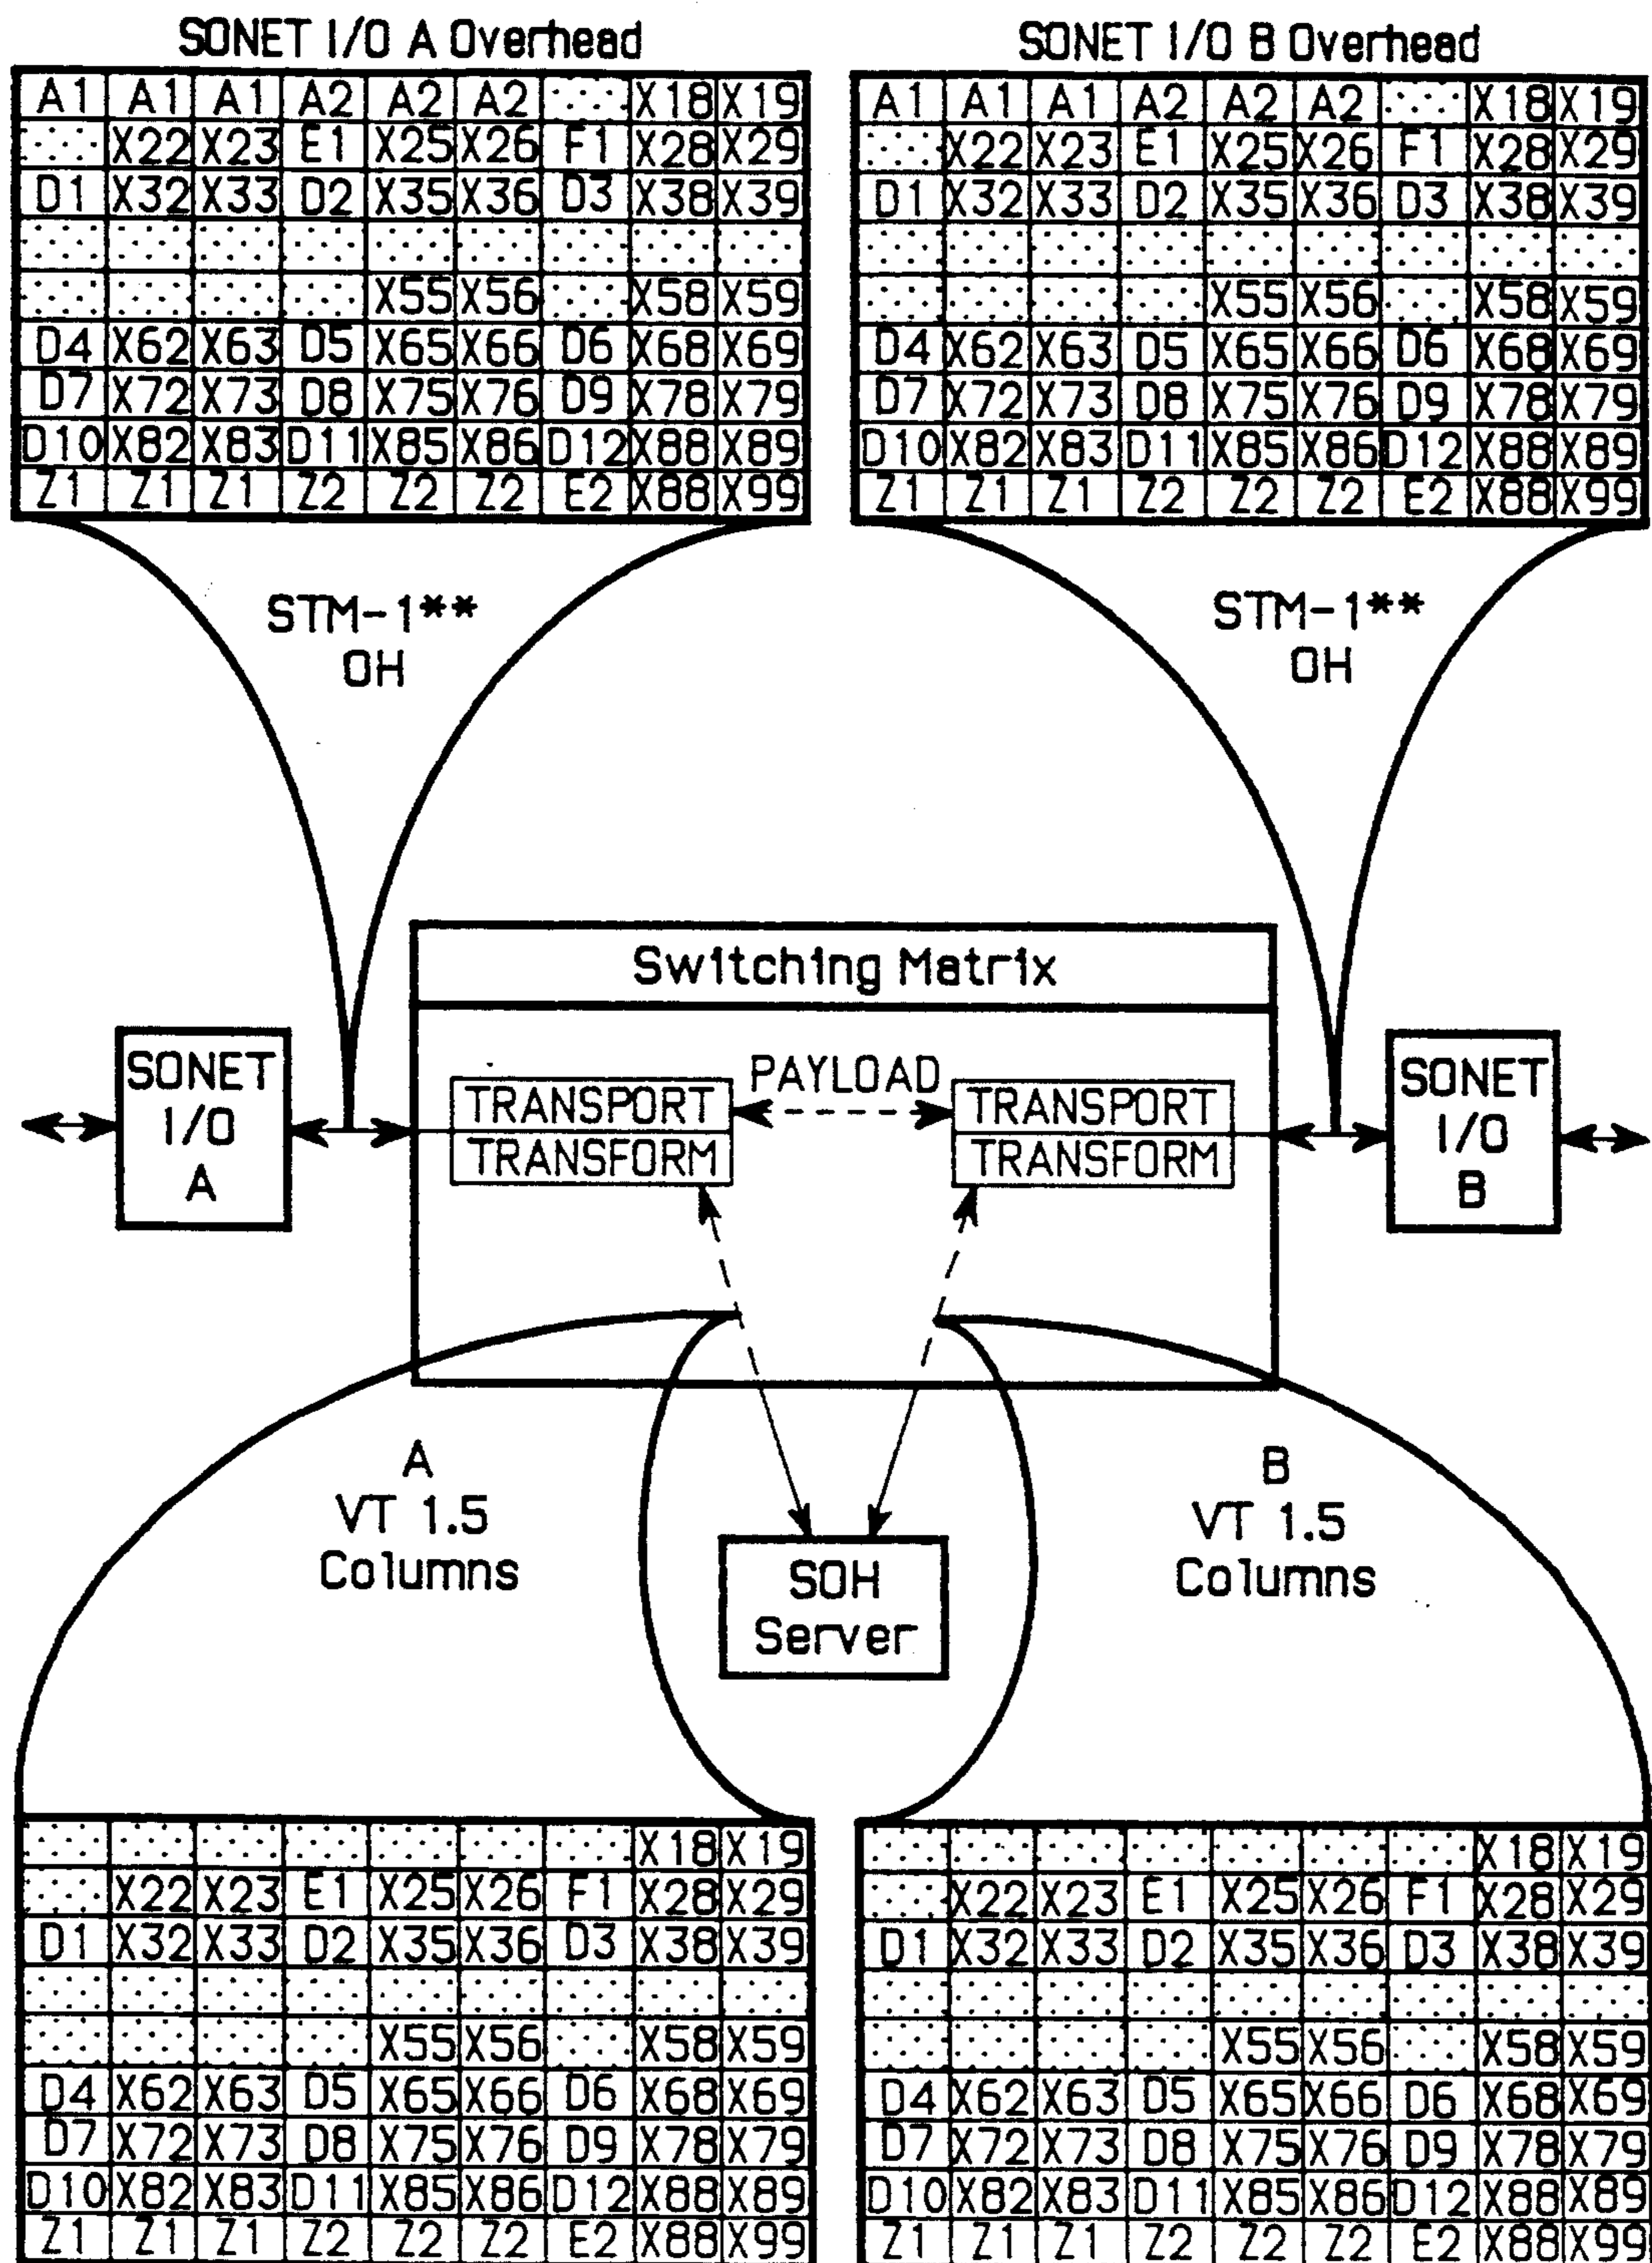 SONET I/O A Overhead
A1 A1 A1 A2 A2 A2 X18 X19
X22 X23 E1 X25 X26 F1 X28 X29
D1 X32 X33 D2 X35 X36 D3 X38 X39
X55 X56 X58 X59
D4 X62 X63 D5 X65 X66 D6 X68 X69
D7 X72 X73 D8 X75 X76 D9 X78 X79
D10 X82 X83 D11 X85 X86 D12 X88 X89
Z1 Z1 Z1 Z2 Z2 Z2 E2 X88 X99
SONET I/O B Overhead
A1 A1 A1 A2 A2 A2 X18 X19
X22 X23 E1 X25 X26 F1 X28 X29
D1 X32 X33 D2 X35 X36 D3 X38 X39
X55 X56 X58 X59
D4 X62 X63 D5 X65 X66 D6 X68 X69
D7 X72 X73 D8 X75 X76 D9 X78 X79
D10 X82 X83 D11 X85 X86 D12 X88 X89
Z1 Z1 Z1 Z2 Z2 Z2 E2 X88 X99
STM-1**
OH
STM-1**
OH
Switching Matrix
SONET
I/O
A
TRANSPORT
TRANSFORM
PAYLOAD
TRANSPORT
TRANSFORM
SONET
I/O
B
A
VT 1.5
Columns
SOH
Server
B
VT 1.5
Columns
X18 X19
X22 X23 E1 X25 X26 F1 X28 X29
D1 X32 X33 D2 X35 X36 D3 X38 X39
X55 X56 X58 X59
D4 X62 X63 D5 X65 X66 D6 X68 X69
D7 X72 X73 D8 X75 X76 D9 X78 X79
D10 X82 X83 D11 X85 X86 D12 X88 X89
Z1 Z1 Z1 Z2 Z2 Z2 E2 X88 X99
X18 X19
X22 X23 E1 X25 X26 F1 X28 X29
D1 X32 X33 D2 X35 X36 D3 X38 X39
X55 X56 X58 X59
D4 X62 X63 D5 X65 X66 D6 X68 X69
D7 X72 X73 D8 X75 X76 D9 X78 X79
D10 X82 X83 D11 X85 X86 D12 X88 X89
Z1 Z1 Z1 Z2 Z2 Z2 E2 X88 X99